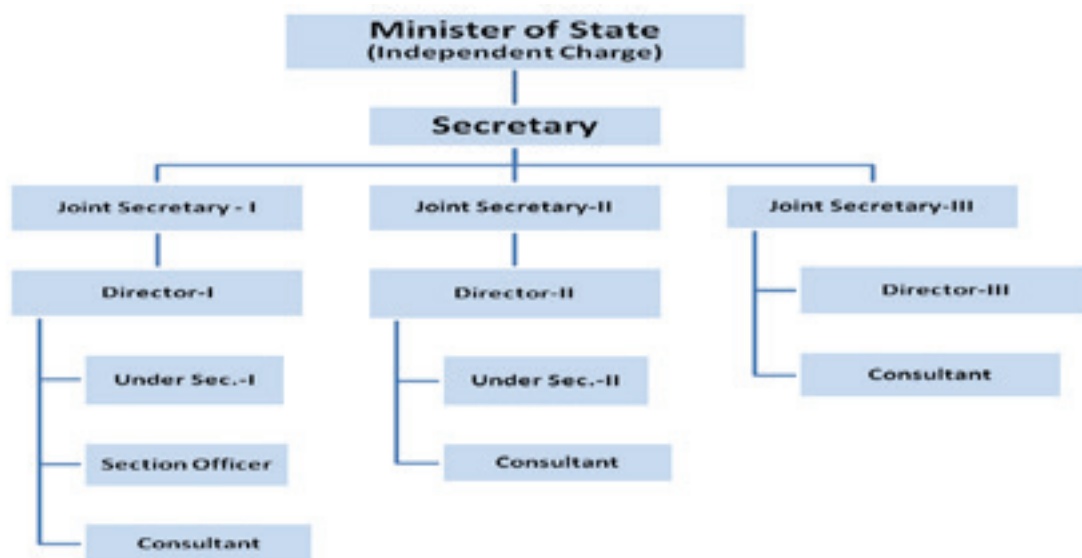 Minister of State
(Independent Charge)
Secretary
Joint Secretary - I
Joint Secretary-II
Joint Secretary-III
Director-I
Director-II
Director-III
Under Sec.-I
Under Sec.-II
Consultant
Section Officer
Consultant
Consultant